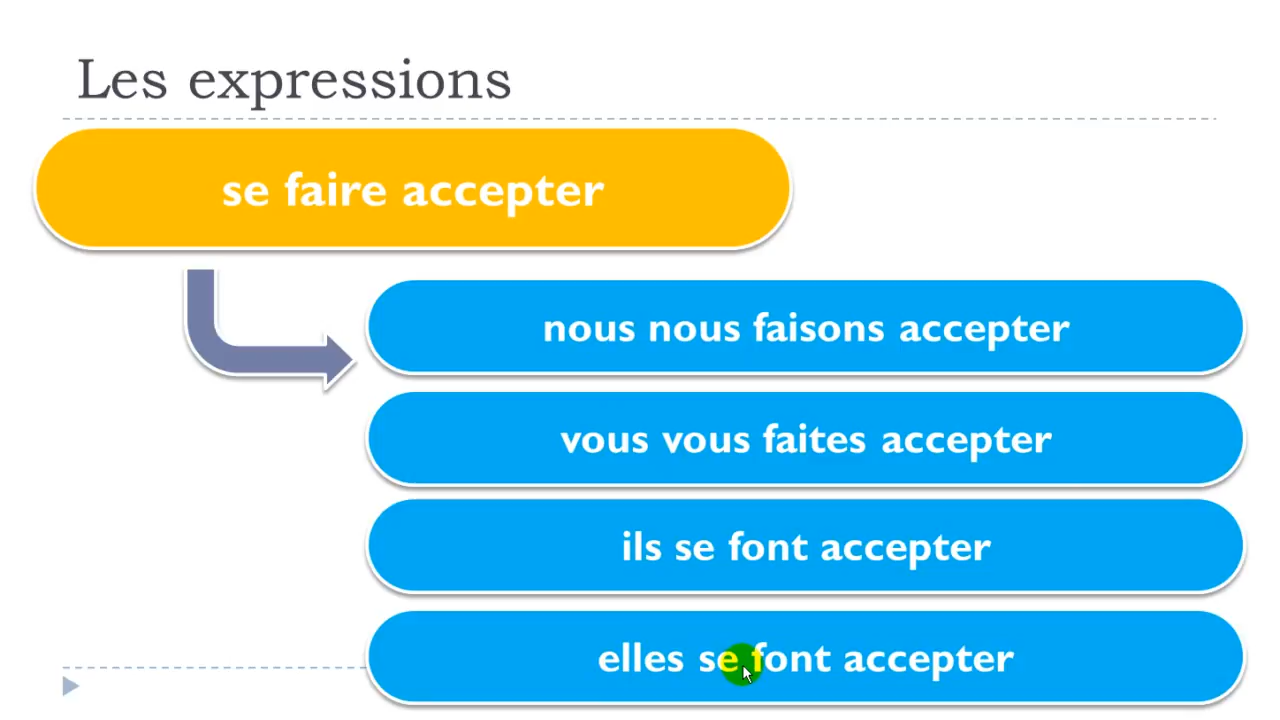 Les expressions
se faire accepter
nous nous faisons accepter
vous vous faites accepter
ils se font accepter
elles se font accepter